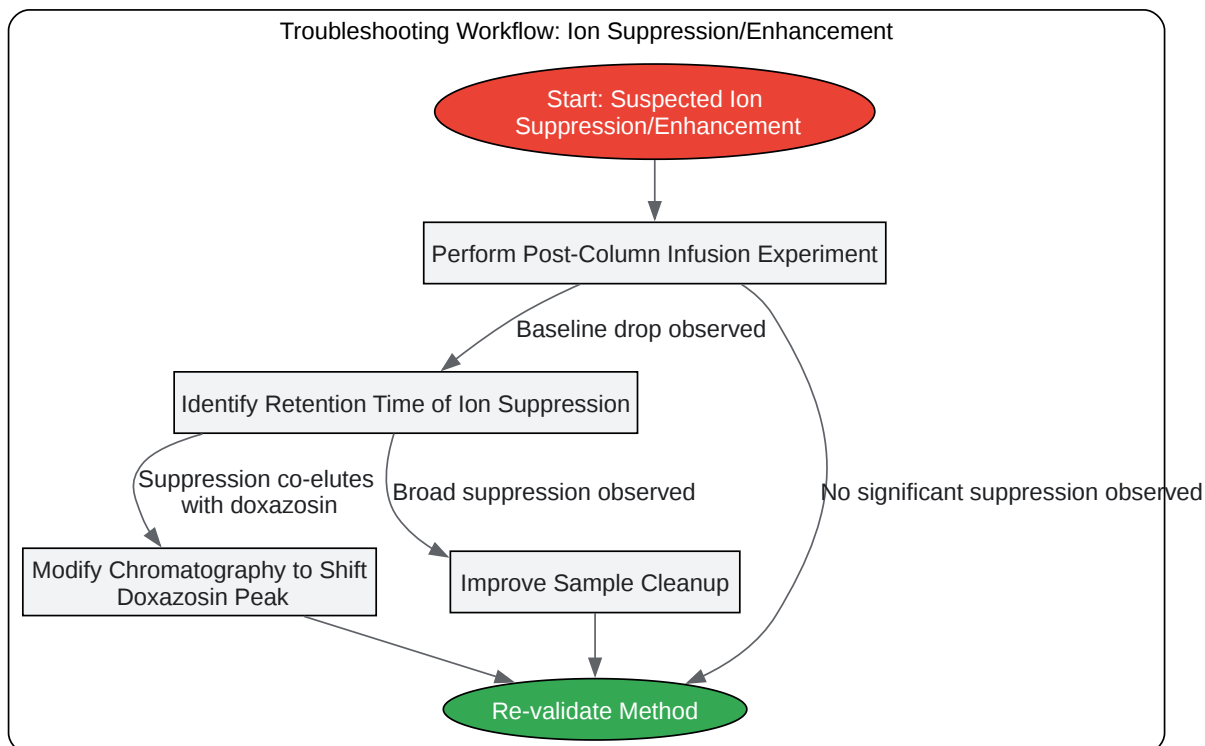 Troubleshooting Workflow: Ion Suppression/Enhancement
Start: Suspected Ion
Suppression/Enhancement
Perform Post-Column Infusion Experiment
Baseline drop observed
Identify Retention Time of Ion Suppression
Suppression co-elutes
with doxazosin
Broad suppression observed
No significant suppression observed
Modify Chromatography to Shift
Doxazosin Peak
Improve Sample Cleanup
Re-validate Method